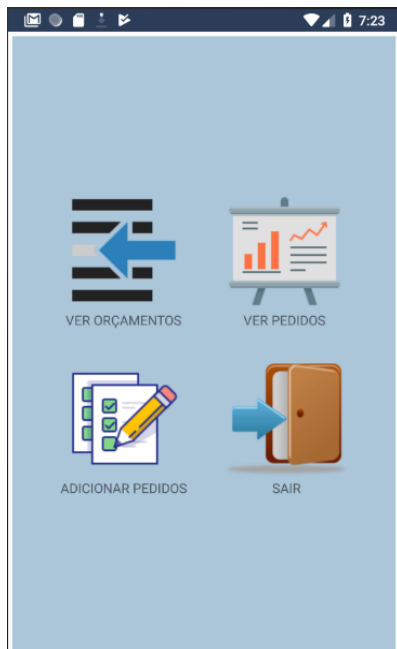 7:23
VER ORÇAMENTOS
VER PEDIDOS
ADICIONAR PEDIDOS
SAIR